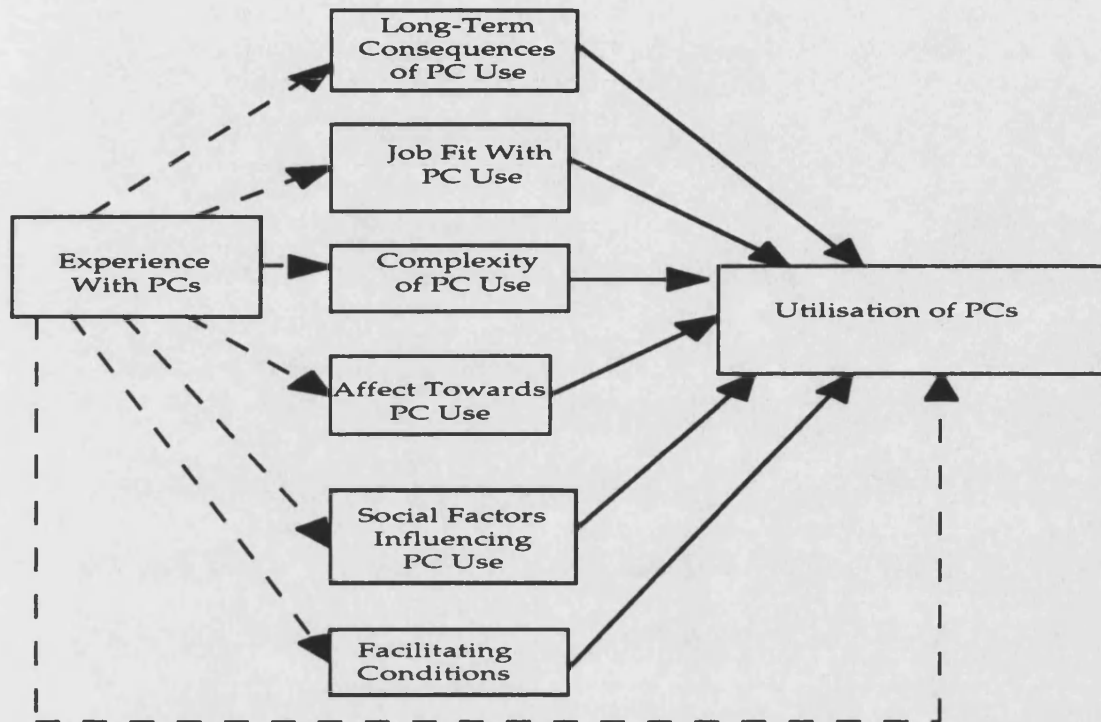 Long-Term
Consequences
of PC Use
Job Fit With
PC Use
Experience
With PCs
Complexity
of PC Use
Utilisation of PCs
Affect Towards
PC Use
Social Factors
Influencing
PC Use
Facilitating
Conditions